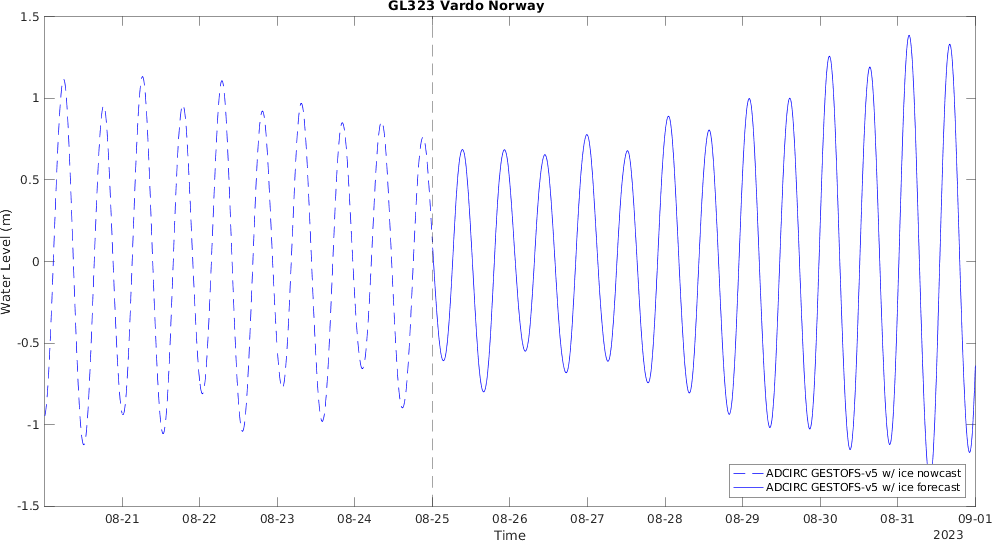 GL323 Vardo Norway
Water Level (m)
1.5
1
0.5
0
-0.5
-1
-1.5
ADCIRC GESTOFS-v5 w/ ice nowcast
ADCIRC GESTOFS-v5 w/ ice forecast
08-21 08-22 08-23 08-24 08-25 08-26 08-27 08-28 08-29 08-30 08-31 09-01
Time
2023